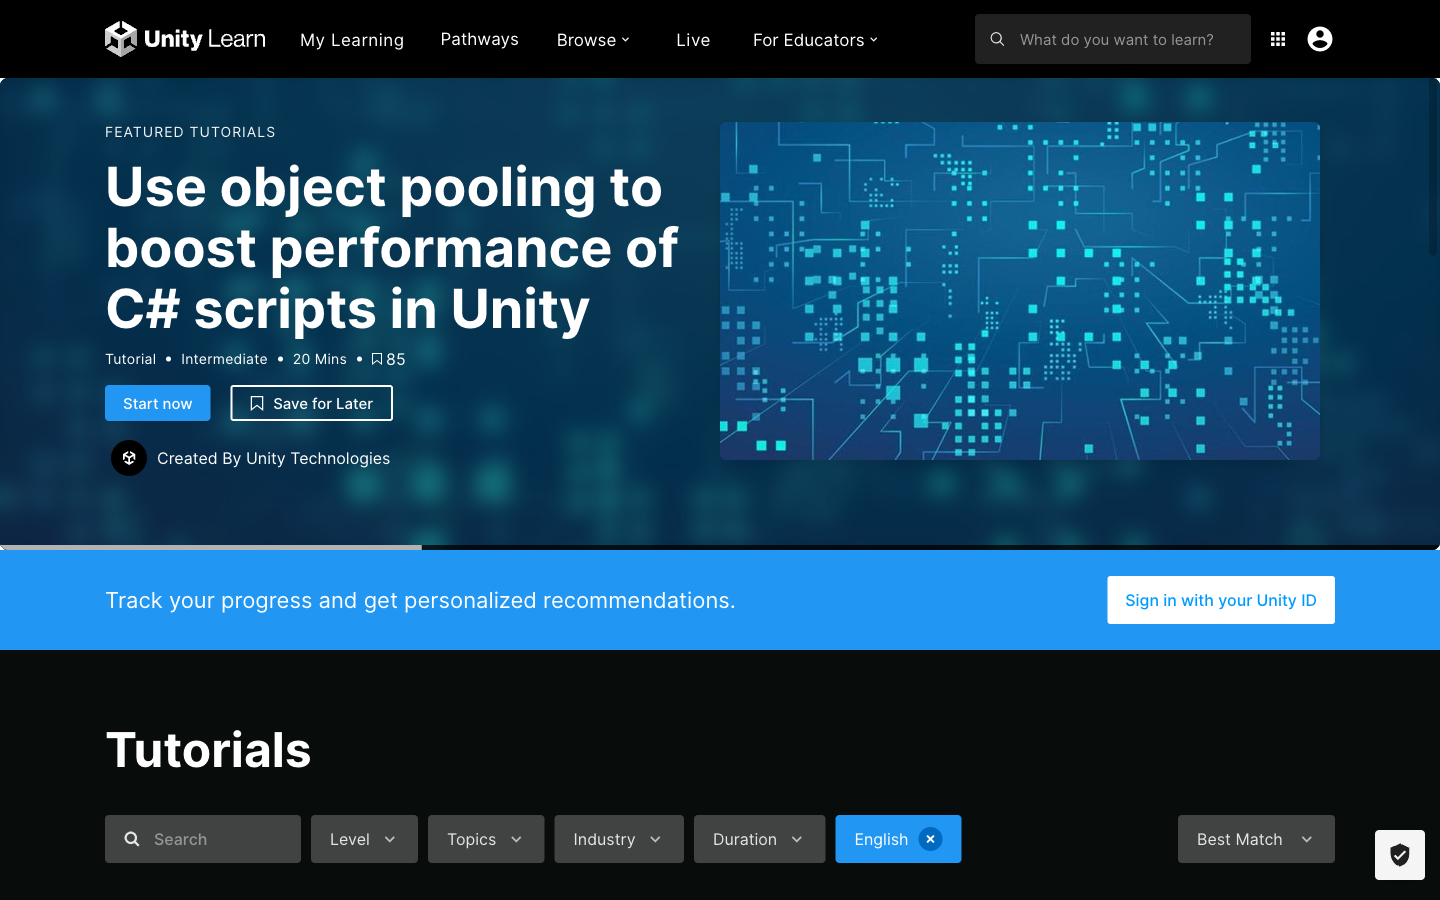 Unity Learn
My Learning
Pathways
Browse
Live
For Educators
What do you want to learn?
FEATURED TUTORIALS
Use object pooling to
boost performance of
C# scripts in Unity
Tutorial • Intermediate • 20 Mins • 85
Start now
Save for Later
Created By Unity Technologies
Track your progress and get personalized recommendations.
Sign in with your Unity ID
Tutorials
Search
Level
Topics
Industry
Duration
English
Best Match